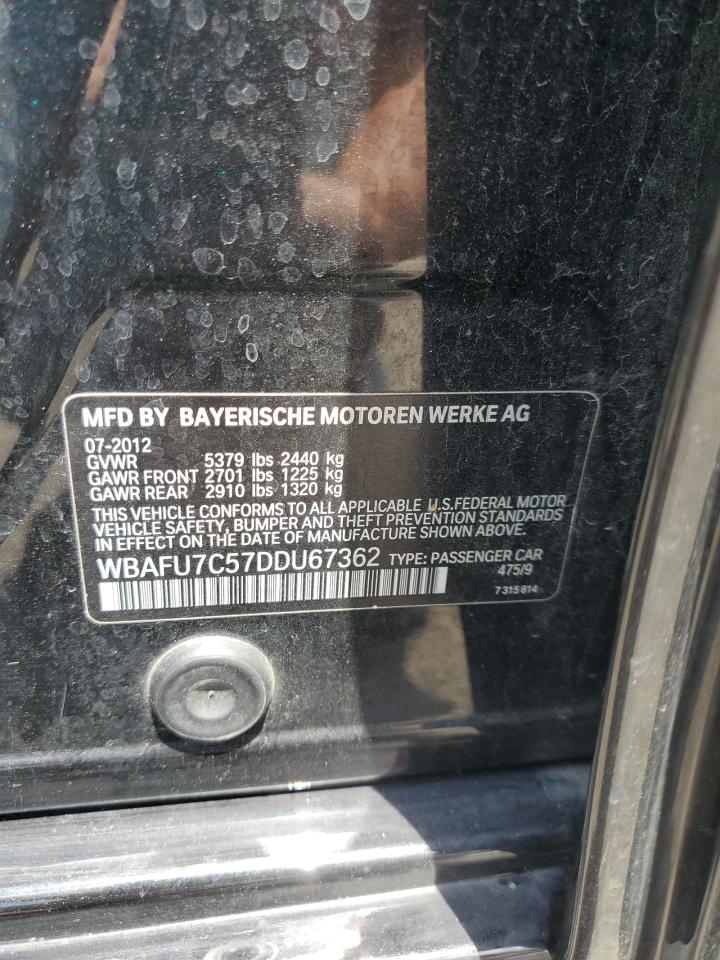 MFD BY BAYERISCHE MOTOREN WERKE AG
07-2012
GVWR 5379 lbs 2440 kg
GAWR FRONT 2701 lbs 1225 kg
GAWR REAR 2910 lbs 1320 kg
THIS VEHICLE CONFORMS TO ALL APPLICABLE U.S.FEDERAL MOTOR
VEHICLE SAFETY, BUMPER AND THEFT PREVENTION STANDARDS
IN EFFECT ON THE DATE OF MANUFACTURE SHOWN ABOVE.
WBAFU7C57DDU67362 TYPE: PASSENGER CAR
475/9
7 315 814